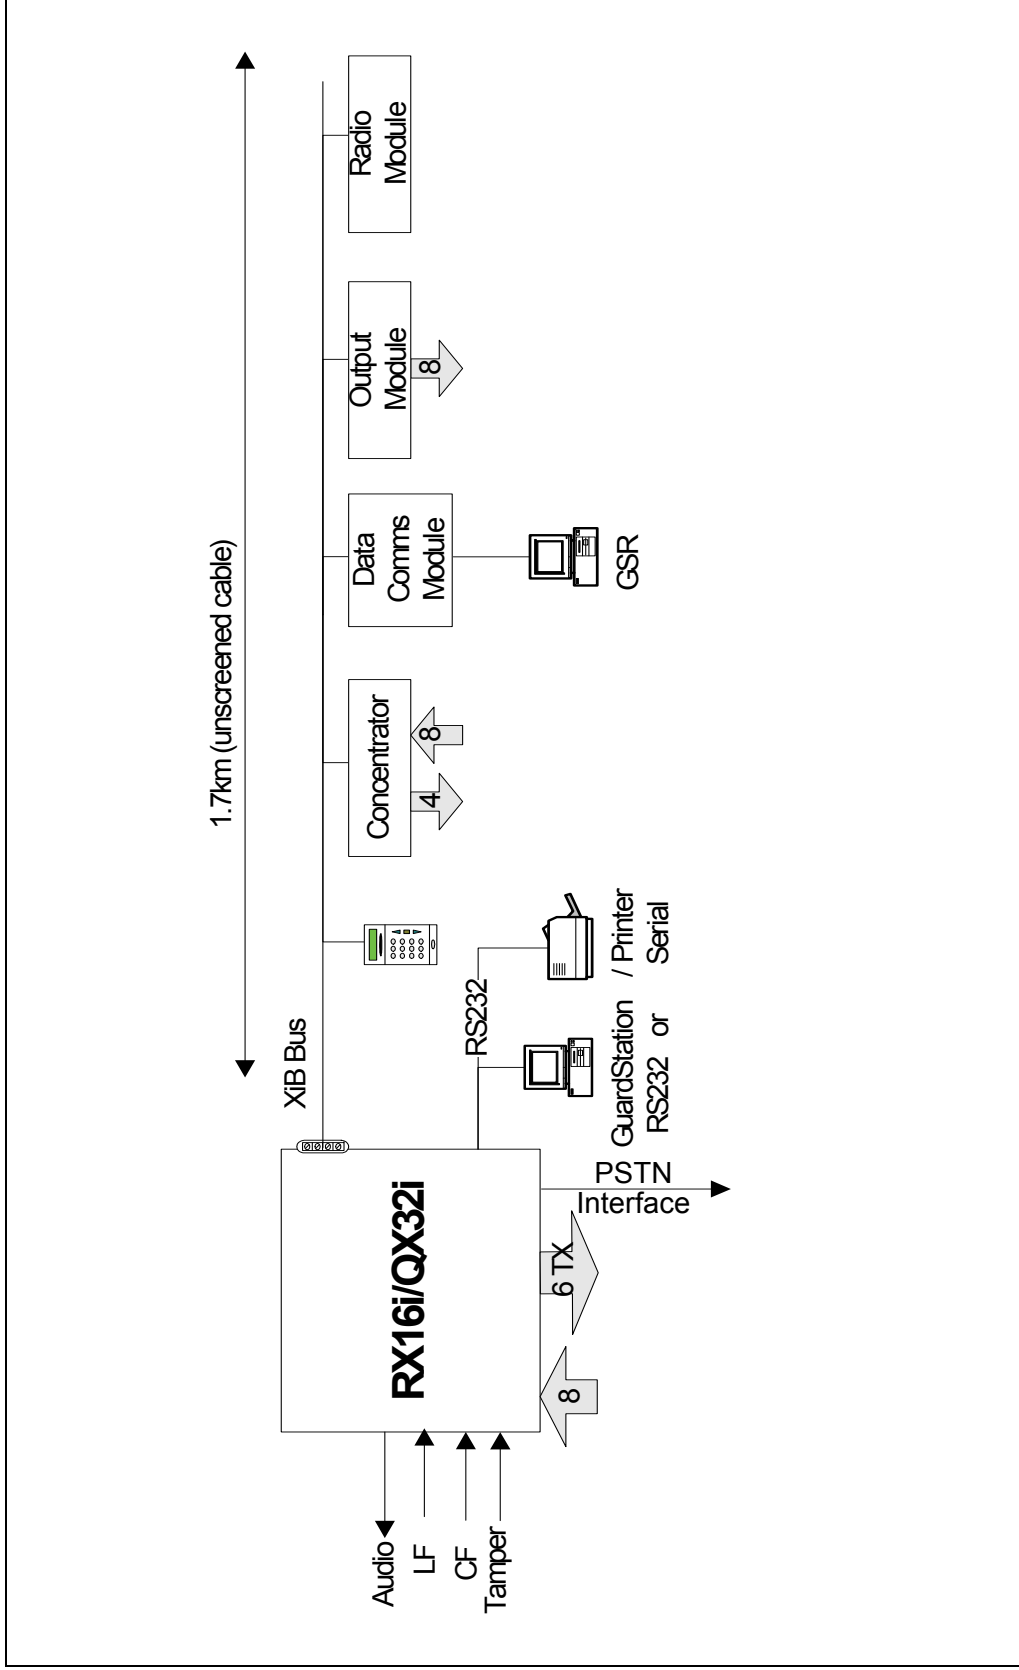 1.7km (unscreened cable)
XiB Bus
Radio
Module
Output
Module
8
Data
Comms
Module
GSR
Concentrator
4
8
RS232
GuardStation / Printer
RS232 or Serial
RX16i/QX32i
PSTN
Interface
6 TX
8
Audio
LF
CF
Tamper